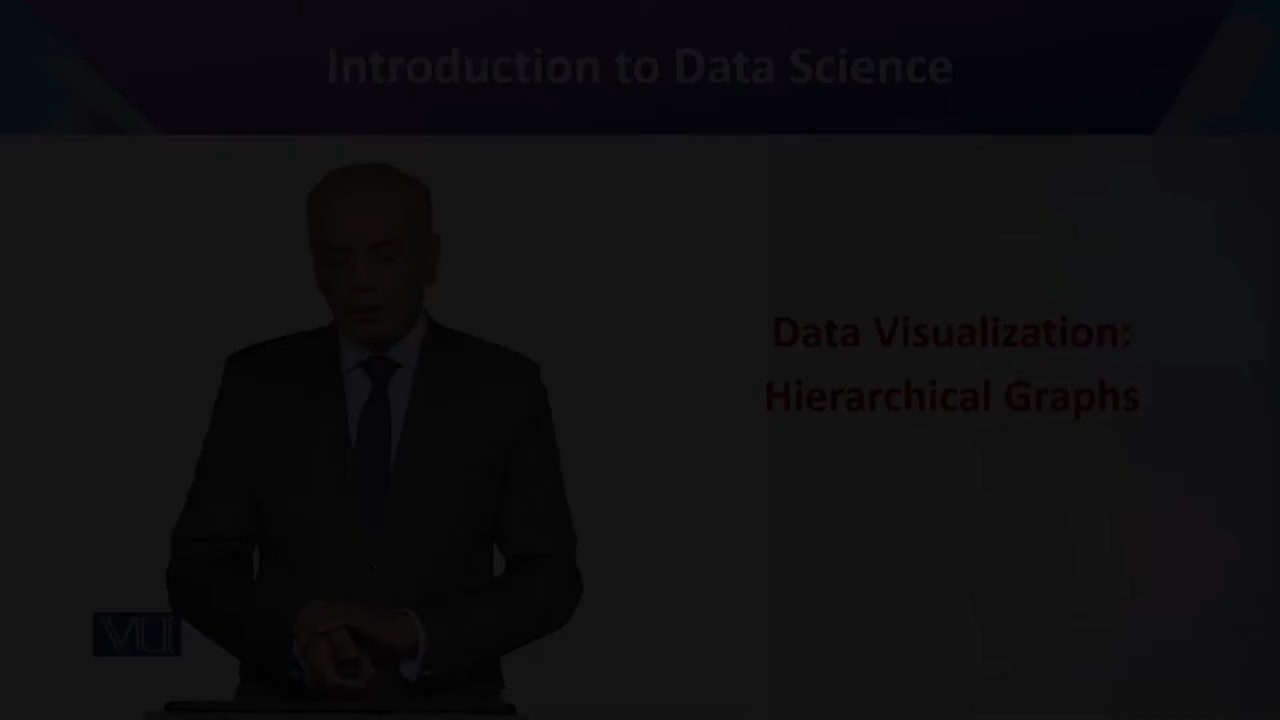 Introduction to Data Science
Data Visualization:
Hierarchical Graphs
VU